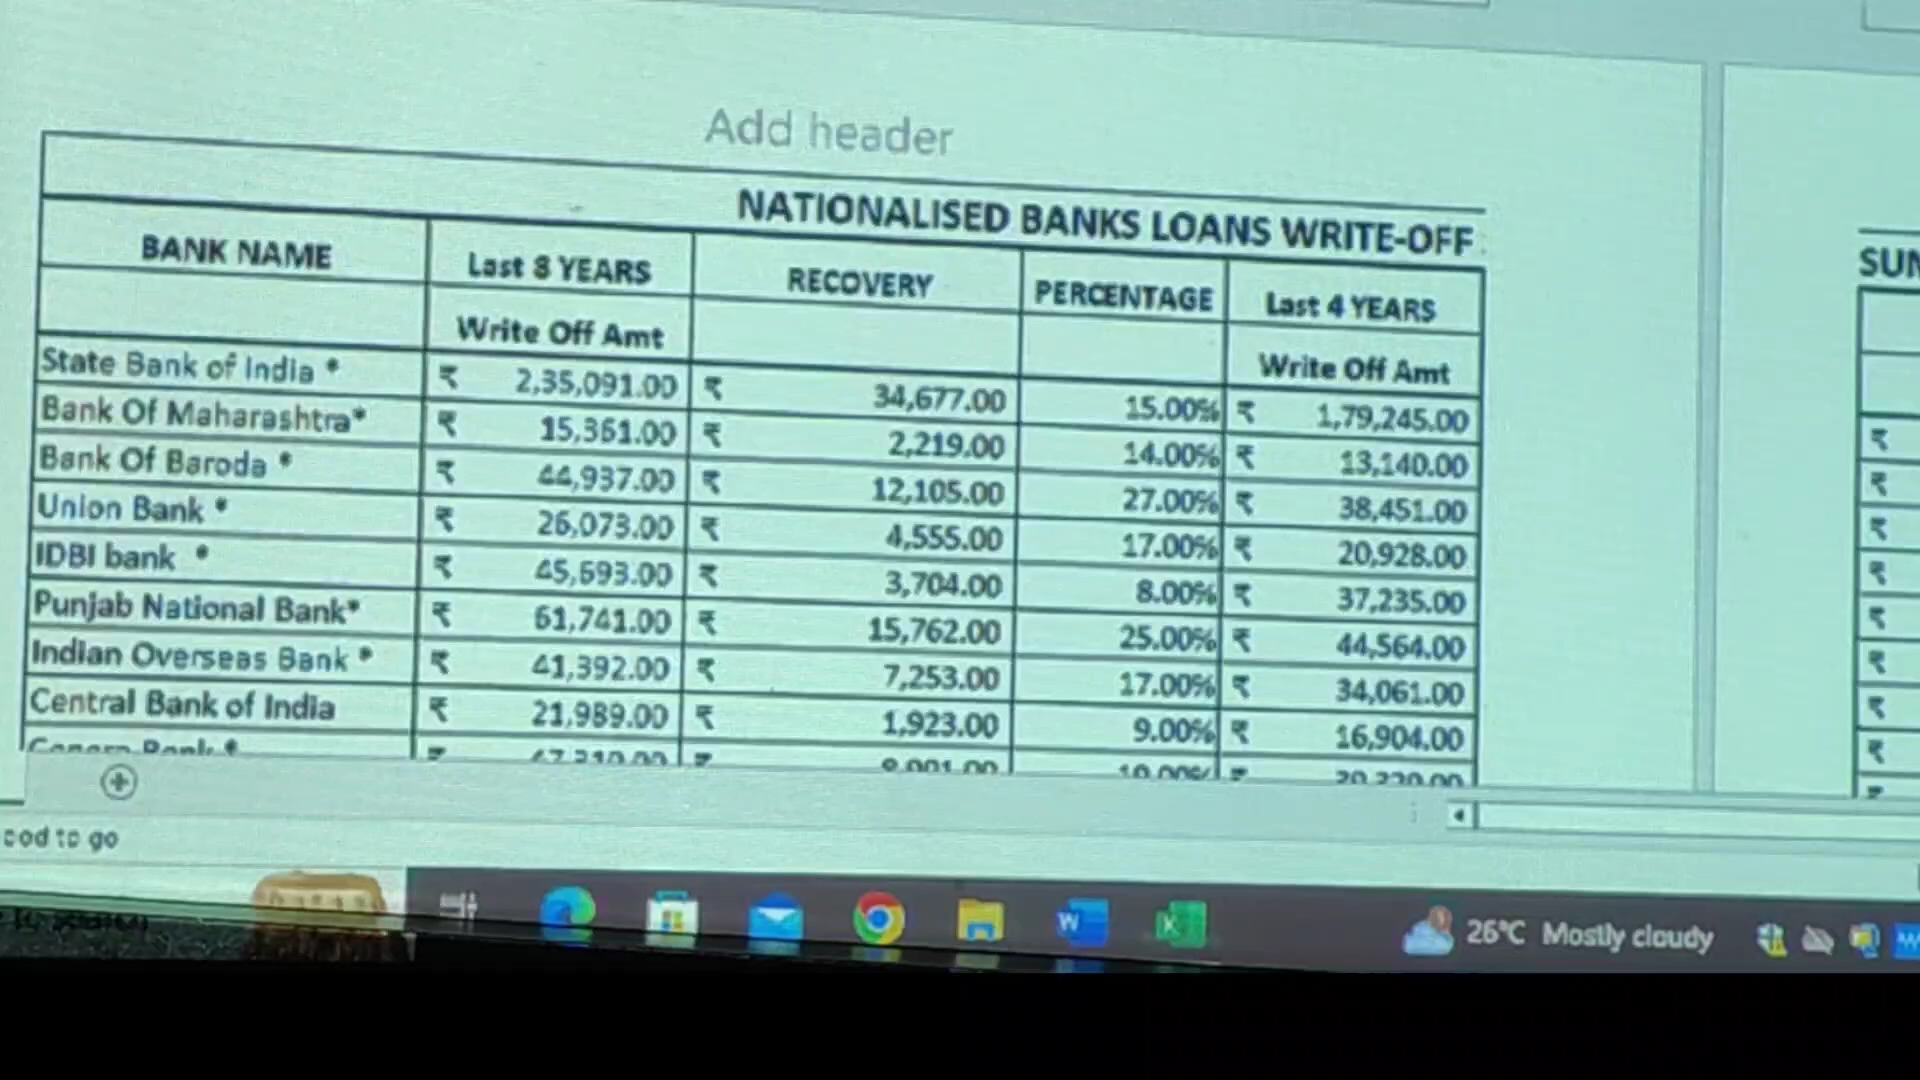 Add header
NATIONALISED BANKS LOANS WRITE-OFF
SUM
BANK NAME Last 8 YEARS RECOVERY PERCENTAGE Last 4 YEARS
Write Off Amt Write Off Amt
State Bank of India * ₹ 2,35,091.00 ₹ 34,677.00 15.00% ₹ 1,79,245.00 ₹
Bank Of Maharashtra* ₹ 15,361.00 ₹ 2,219.00 14.00% ₹ 13,140.00 ₹
Bank Of Baroda * ₹ 44,937.00 ₹ 12,105.00 27.00% ₹ 38,451.00 ₹
Union Bank * ₹ 26,073.00 ₹ 4,555.00 17.00% ₹ 20,928.00 ₹
IDBI bank * ₹ 45,693.00 ₹ 3,704.00 8.00% ₹ 37,235.00 ₹
Punjab National Bank* ₹ 61,741.00 ₹ 15,762.00 25.00% ₹ 44,564.00 ₹
Indian Overseas Bank * ₹ 41,392.00 ₹ 7,253.00 17.00% ₹ 34,061.00 ₹
Central Bank of India ₹ 21,989.00 ₹ 1,923.00 9.00% ₹ 16,904.00 ₹
ood to go
26°C Mostly cloudy